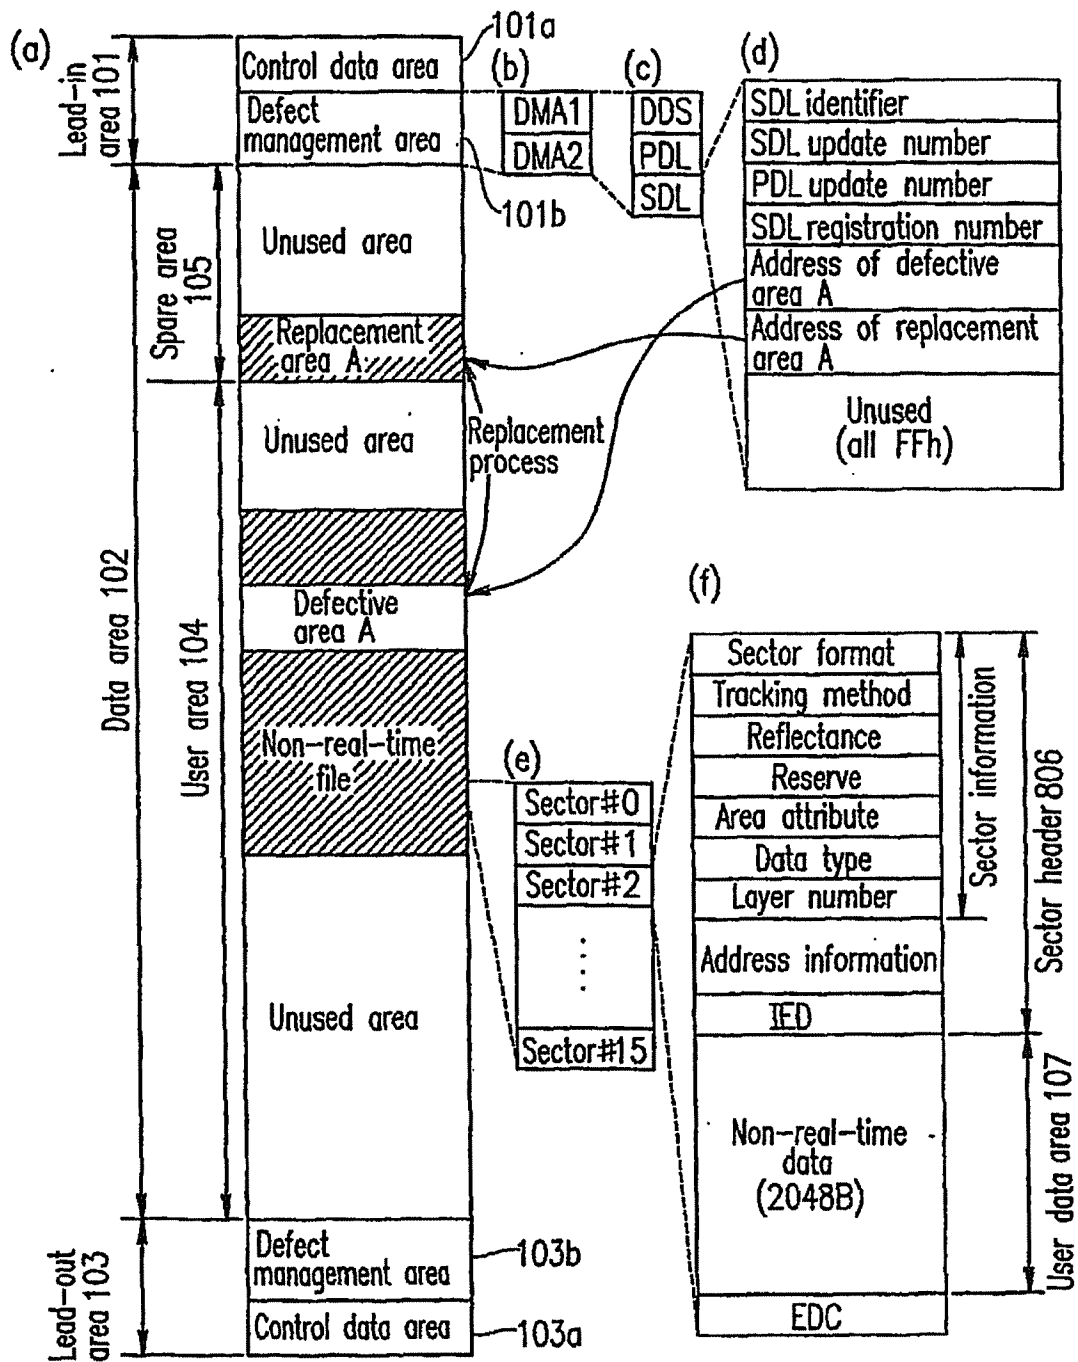 (a)
Lead-in
area 101
Control data area
101a
Defect
management area
101b
(b)
DMA1
DMA2
(c)
DDS
PDL
SDL
(d)
SDL identifier
SDL update number
PDL update number
SDL registration number
Address of defective
area A
Address of replacement
area A
Unused
(all FFh)
Data area 102
Spare area
105
Unused area
Replacement
area A
User area 104
Unused area
Replacement
process
Defective
area A
Non-real-time
file
Unused area
(e)
Sector#0
Sector#1
Sector#2
Sector#15
(f)
Sector format
Tracking method
Reflectance
Reserve
Area attribute
Data type
Layer number
Address information
IED
Non-real-time
data
(2048B)
EDC
Sector information
Sector header 806
User data area 107
Lead-out
area 103
Defect
management area
103b
Control data area
103a